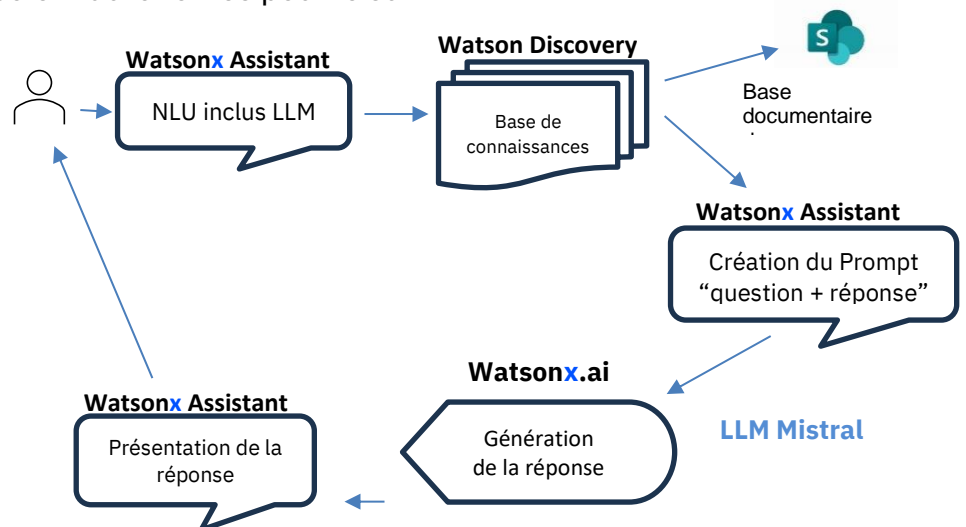 Watson Discovery
Watsonx Assistant
S
NLU inclus LLM
Base de
connaissances
Base
documentaire
Watsonx Assistant
Création du Prompt
“question + réponse”
Watsonx.ai
Génération
de la réponse
LLM Mistral
Watsonx Assistant
Présentation de la
réponse